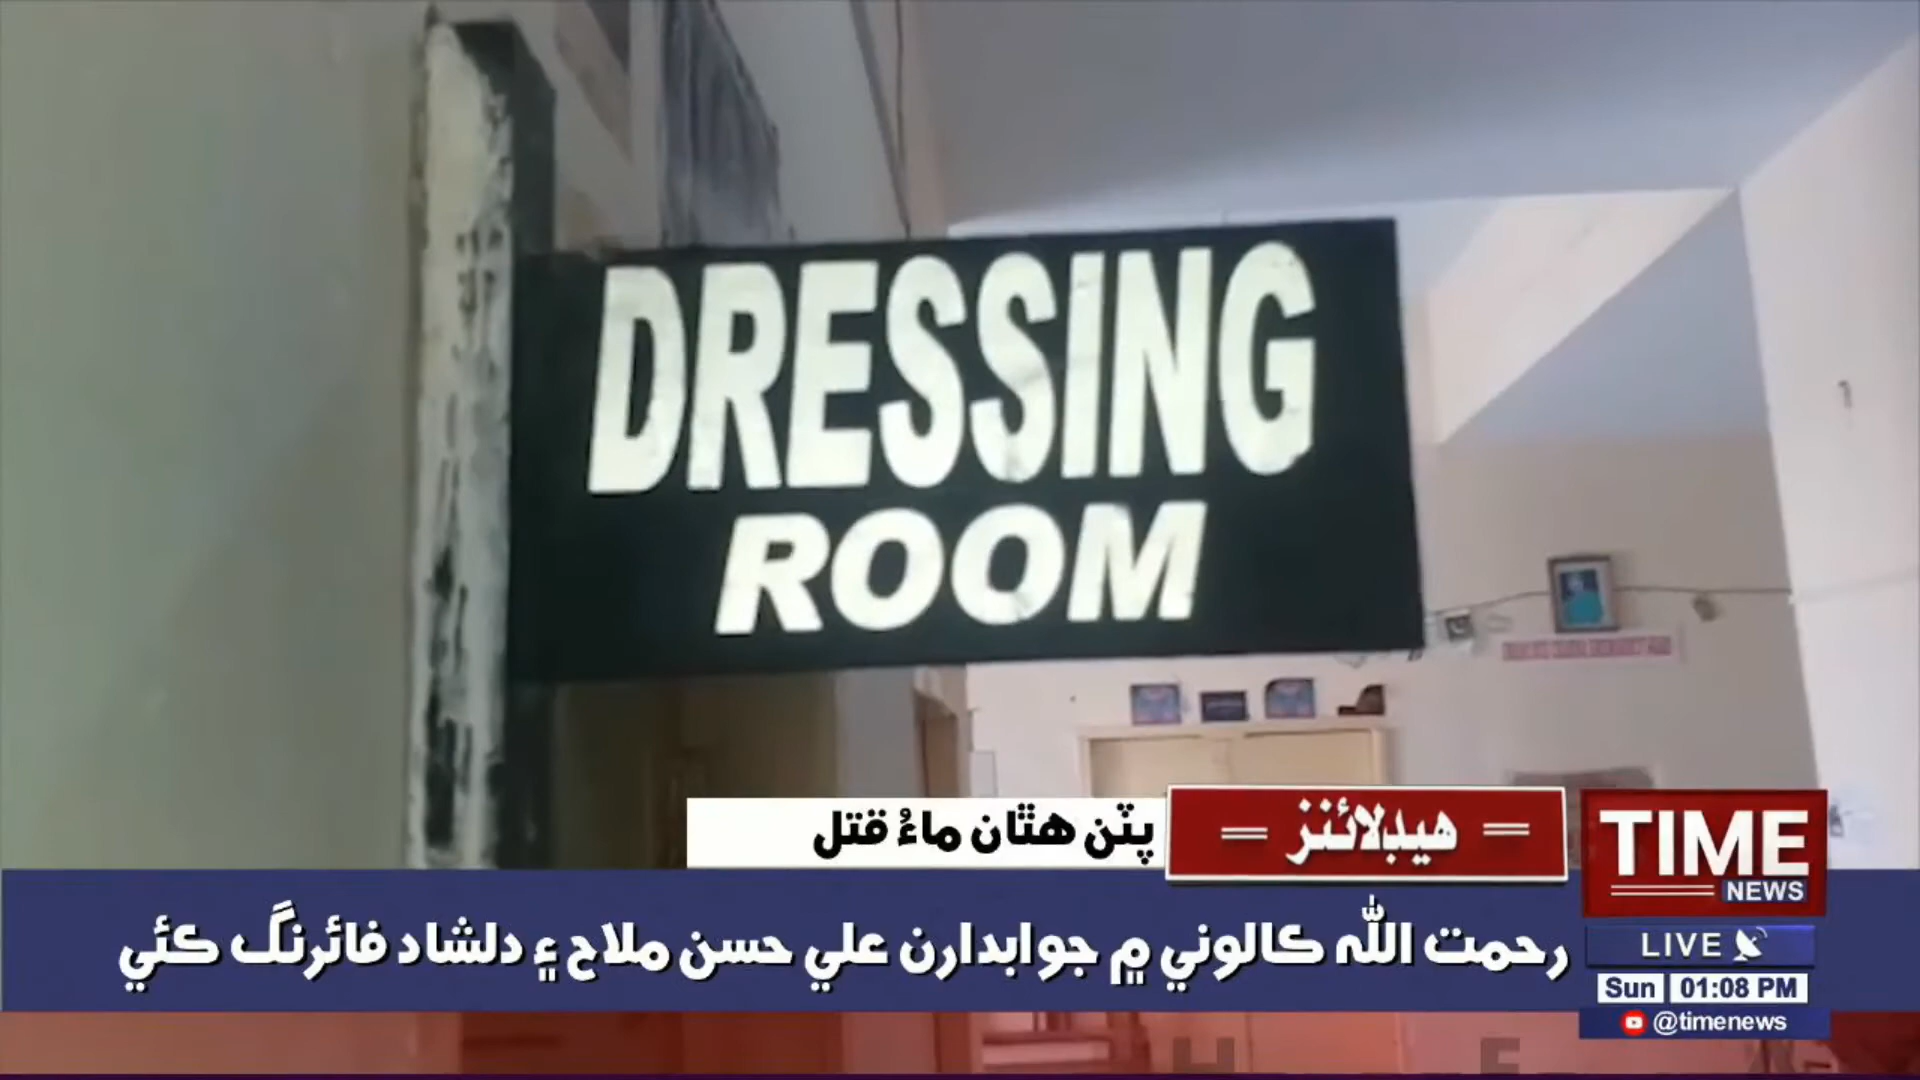 DRESSING
ROOM
هيڊلائنز
پٽن هٿان ماءُ قتل
رحمت الله ڪالوني ۾ جوابدارن علي حسن ملاح ۽ دلشاد فائرنگ ڪئي
TIME
NEWS
LIVE
Sun 01:08 PM
@timenews